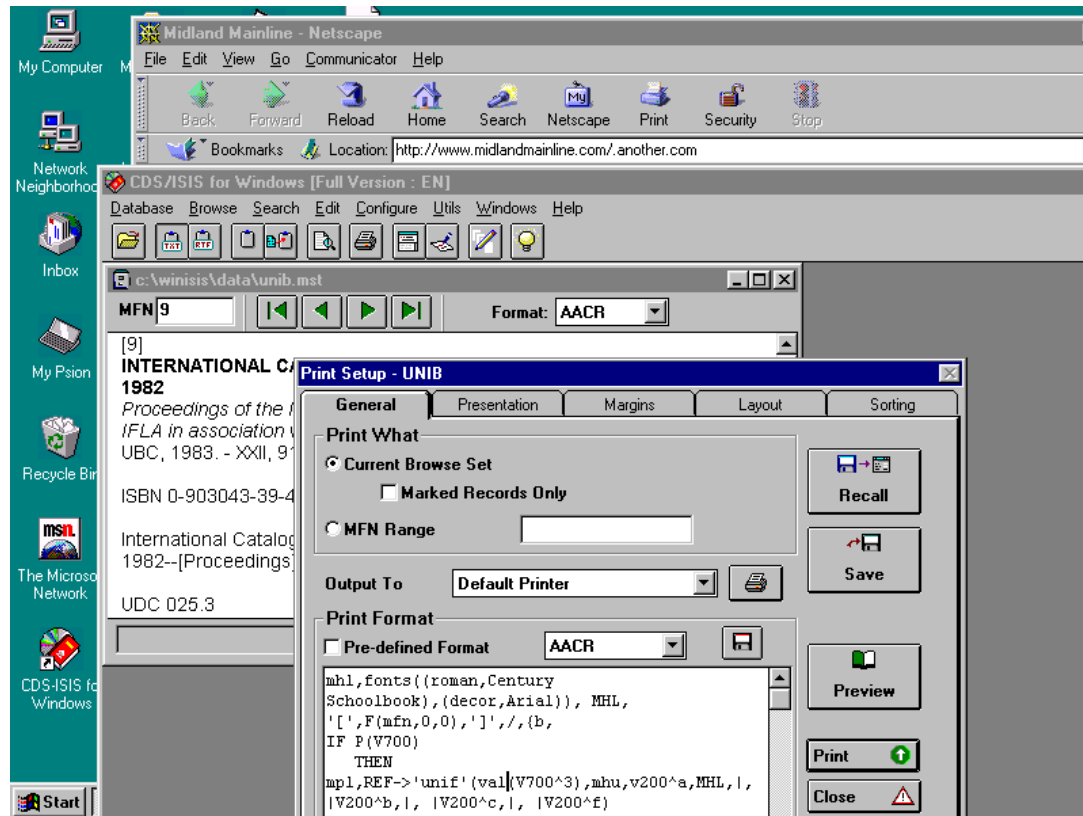 My Computer
M
Network
Neighborhoo
Inbox
My Psion
Recycle Bin
msn.
The Microso
Network
CDS-ISIS fo
Windows
Start
Midland Mainline - Netscape
File Edit View Go Communicator Help
My
Back Forward Reload Home Search Netscape Print Security Stop
Bookmarks Location: http://www.midlandmainline.com/.another.com
CDS/ISIS for Windows [Full Version : EN]
Database Browse Search Edit Configure Utils Windows Help
TXT RTF
c:\winisis\data\unib.mst
MFN 9 Format: AACR
[9]
INTERNATIONAL CA
1982
Proceedings of the
IFLA in association
UBC, 1983. - XXII, 91
ISBN 0-903043-39-4
International Catalog
1982--[Proceedings]
UDC 025.3
Print Setup - UNIB
General Presentation Margins Layout Sorting
Print What
Current Browse Set
Marked Records Only
MFN Range
Recall
Save
Output To Default Printer
Print Format
Pre-defined Format AACR
mhl,fonts((roman,Century
Schoolbook),(decor,Arial)), MHL,
'[',F(mfn,0,0),']',/,(b,
IF P(V700)
THEN
mpl,REF->'unif'(val(V700^3),mhu,v200^a,MHL,|,
|V200^b,|, |V200^c,|, |V200^f)
Preview
Print
Close